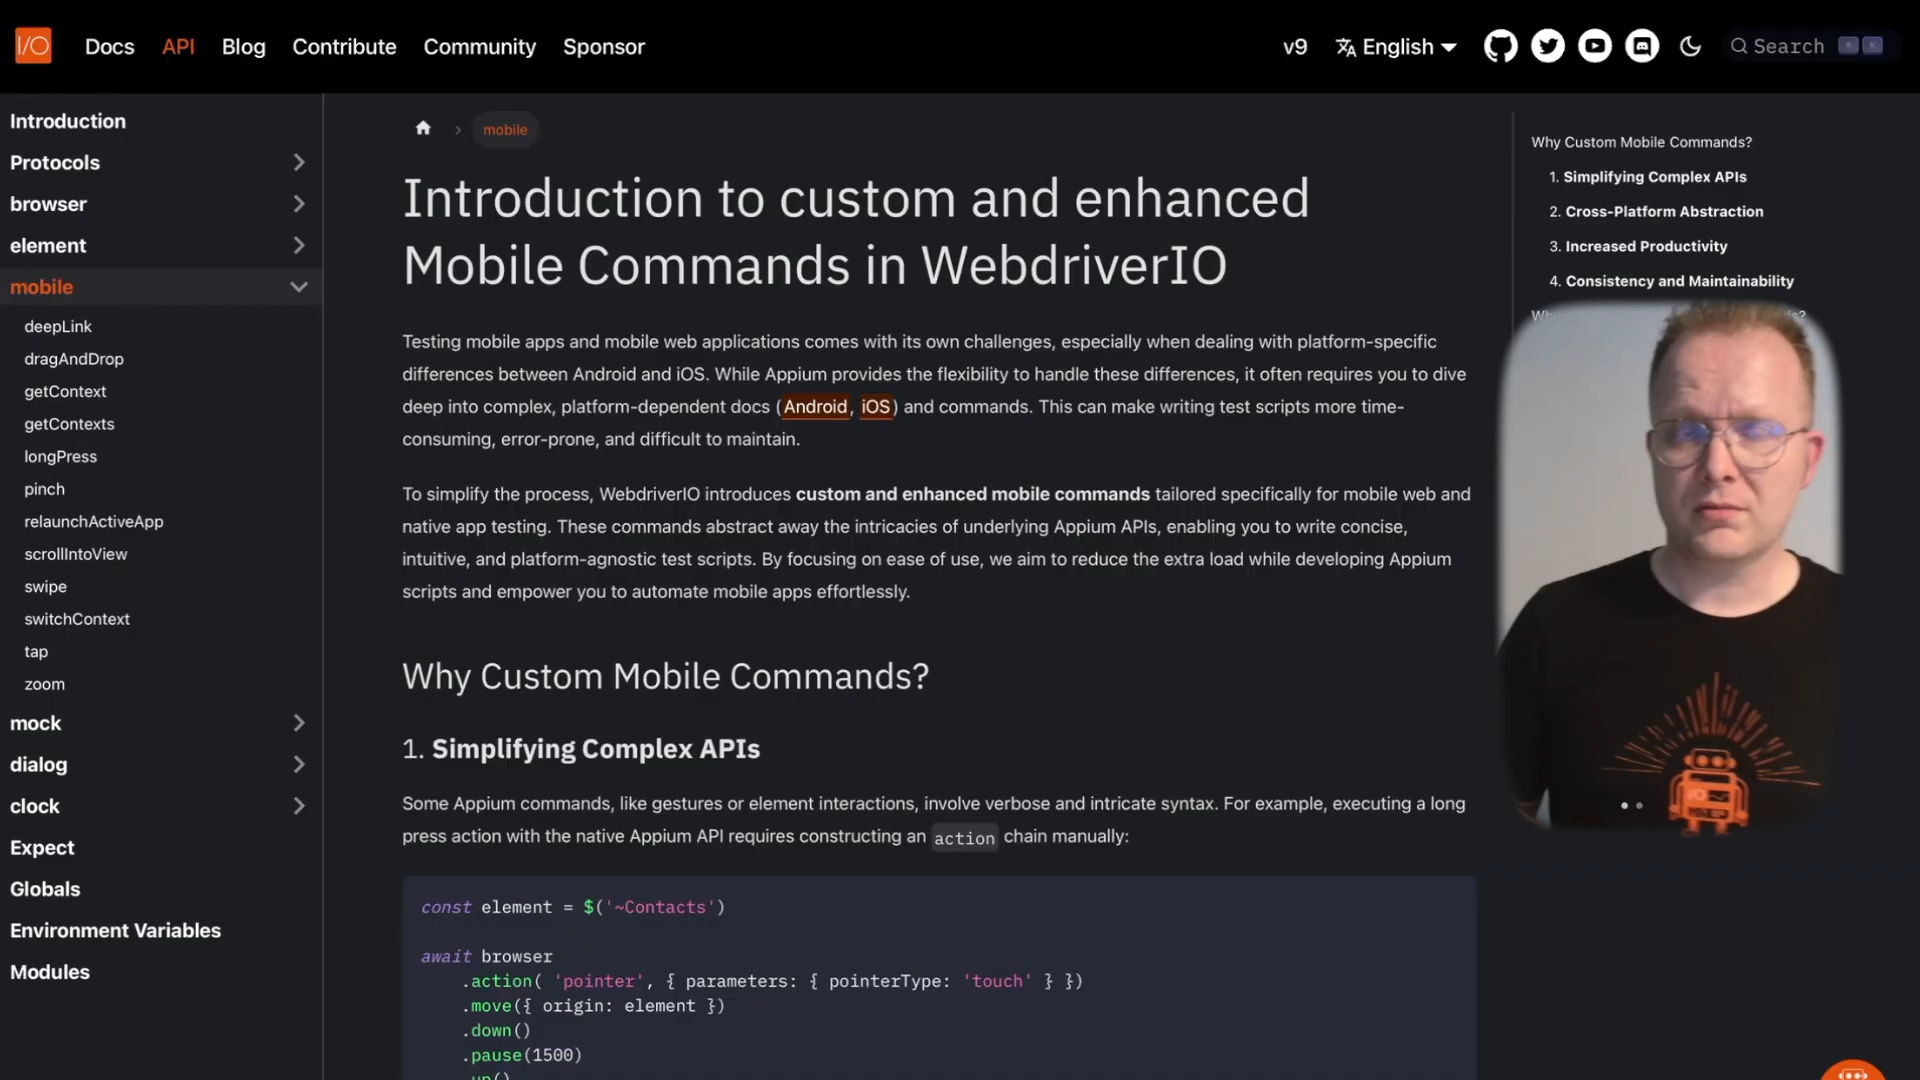 I/O
Docs
API
Blog
Contribute
Community
Sponsor
v9
English
Search
K
Introduction
Protocols
browser
element
mobile
deepLink
dragAndDrop
getContext
getContexts
longPress
pinch
relaunchActiveApp
scrollIntoView
swipe
switchContext
tap
zoom
mock
dialog
clock
Expect
Globals
Environment Variables
Modules
mobile
Introduction to custom and enhanced
Mobile Commands in WebdriverIO
Testing mobile apps and mobile web applications comes with its own challenges, especially when dealing with platform-specific
differences between Android and iOS. While Appium provides the flexibility to handle these differences, it often requires you to dive
deep into complex, platform-dependent docs (Android, iOS) and commands. This can make writing test scripts more time-
consuming, error-prone, and difficult to maintain.
To simplify the process, WebdriverIO introduces custom and enhanced mobile commands tailored specifically for mobile web and
native app testing. These commands abstract away the intricacies of underlying Appium APIs, enabling you to write concise,
intuitive, and platform-agnostic test scripts. By focusing on ease of use, we aim to reduce the extra load while developing Appium
scripts and empower you to automate mobile apps effortlessly.
Why Custom Mobile Commands?
1. Simplifying Complex APIs
Some Appium commands, like gestures or element interactions, involve verbose and intricate syntax. For example, executing a long
press action with the native Appium API requires constructing an action chain manually:
const element = $('~Contacts')
await browser
.action( 'pointer', { parameters: { pointerType: 'touch' } })
.move({ origin: element })
.down()
.pause(1500)
.up()
Why Custom Mobile Commands?
1. Simplifying Complex APIs
2. Cross-Platform Abstraction
3. Increased Productivity
4. Consistency and Maintainability